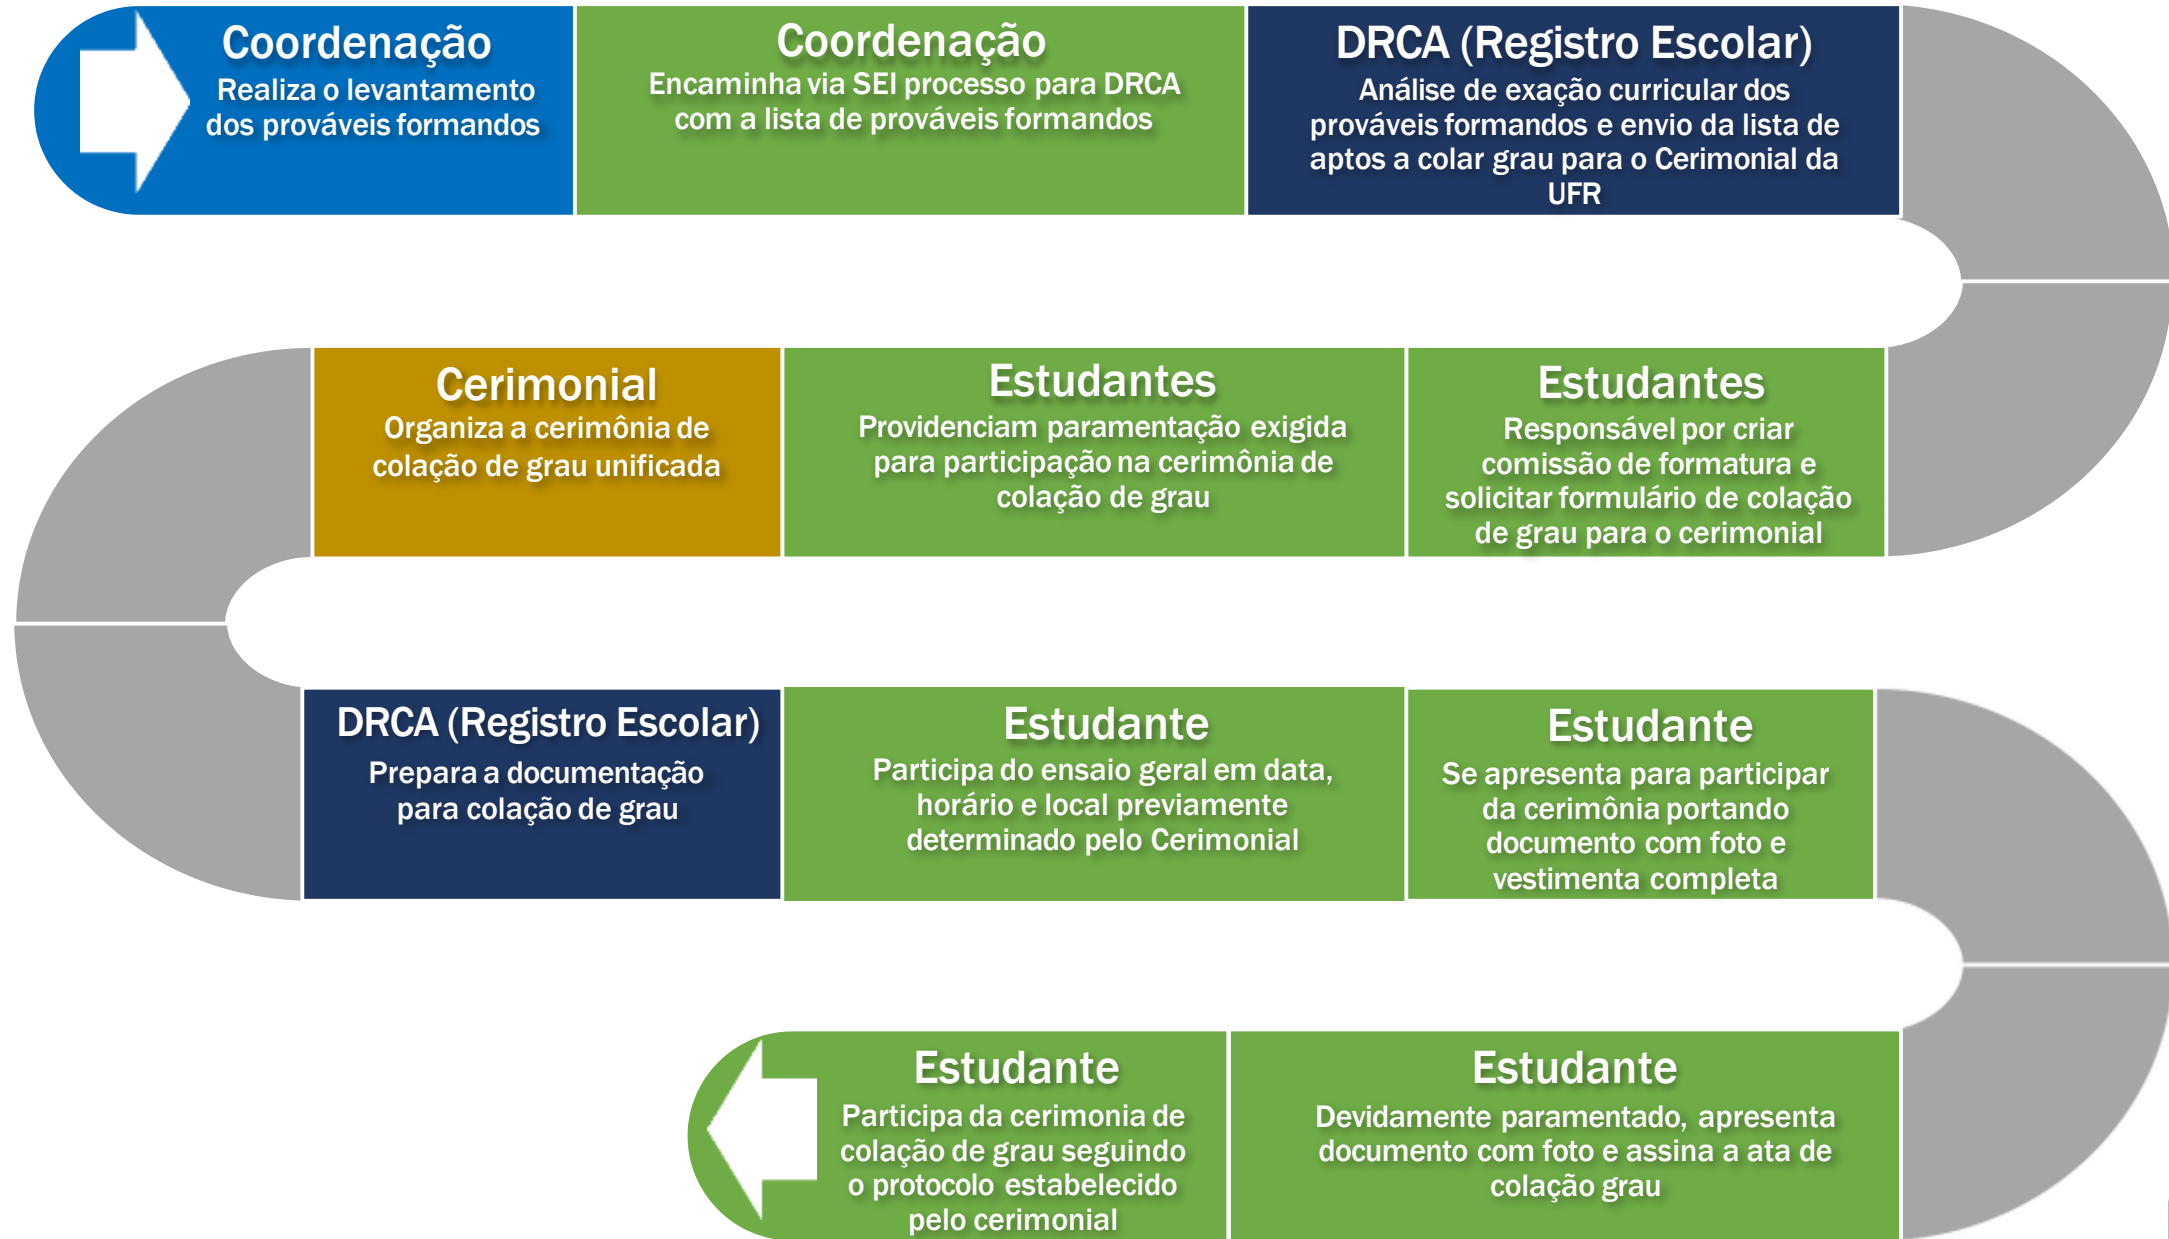 Coordenação
Realiza o levantamento
dos prováveis formandos
Coordenação
Encaminha via SEI processo para DRCA
com a lista de prováveis formandos
DRCA (Registro Escolar)
Análise de exação curricular dos
prováveis formandos e envio da lista de
aptos a colar grau para o Cerimonial da
UFR
Estudantes
Responsável por criar
comissão de formatura e
solicitar formulário de colação
de grau para o cerimonial
Estudantes
Providenciam paramentação exigida
para participação na cerimônia de
colação de grau
Cerimonial
Organiza a cerimônia de
colação de grau unificada
DRCA (Registro Escolar)
Prepara a documentação
para colação de grau
Estudante
Participa do ensaio geral em data,
horário e local previamente
determinado pelo Cerimonial
Estudante
Se apresenta para participar
da cerimônia portando
documento com foto e
vestimenta completa
Estudante
Devidamente paramentado, apresenta
documento com foto e assina a ata de
colação grau
Estudante
Participa da cerimonia de
colação de grau seguindo
o protocolo estabelecido
pelo cerimonial